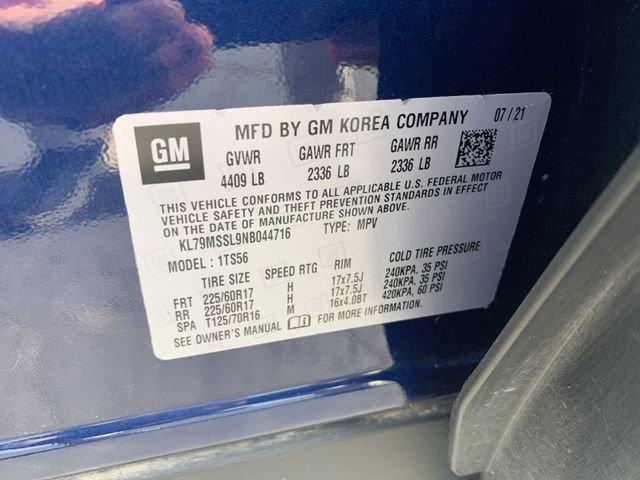 GM
MFD BY GM KOREA COMPANY 07/21
GVWR GAWR FRT GAWR RR
4409 LB 2336 LB 2336 LB
THIS VEHICLE CONFORMS TO ALL APPLICABLE U.S. FEDERAL MOTOR
VEHICLE SAFETY AND THEFT PREVENTION STANDARDS IN EFFECT
ON THE DATE OF MANUFACTURE SHOWN ABOVE.
KL79MSSL9NB044716 TYPE: MPV
MODEL: 1TS56
TIRE SIZE SPEED RTG RIM COLD TIRE PRESSURE
FRT 225/60R17 H 17x7.5J 240KPA, 35 PSI
RR 225/60R17 H 17x7.5J 240KPA, 35 PSI
SPA T125/70R16 M 16x4.0BT 420KPA, 60 PSI
SEE OWNER'S MANUAL FOR MORE INFORMATION.